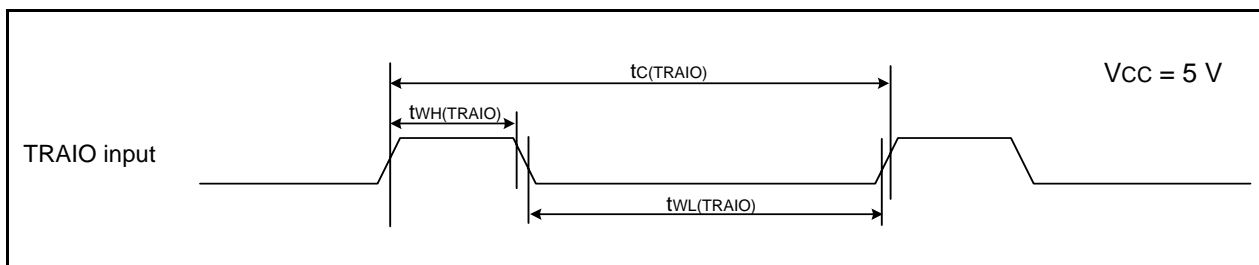 tC(TRAIO)
VCC = 5 V
tWH(TRAIO)
TRAIO input
tWL(TRAIO)